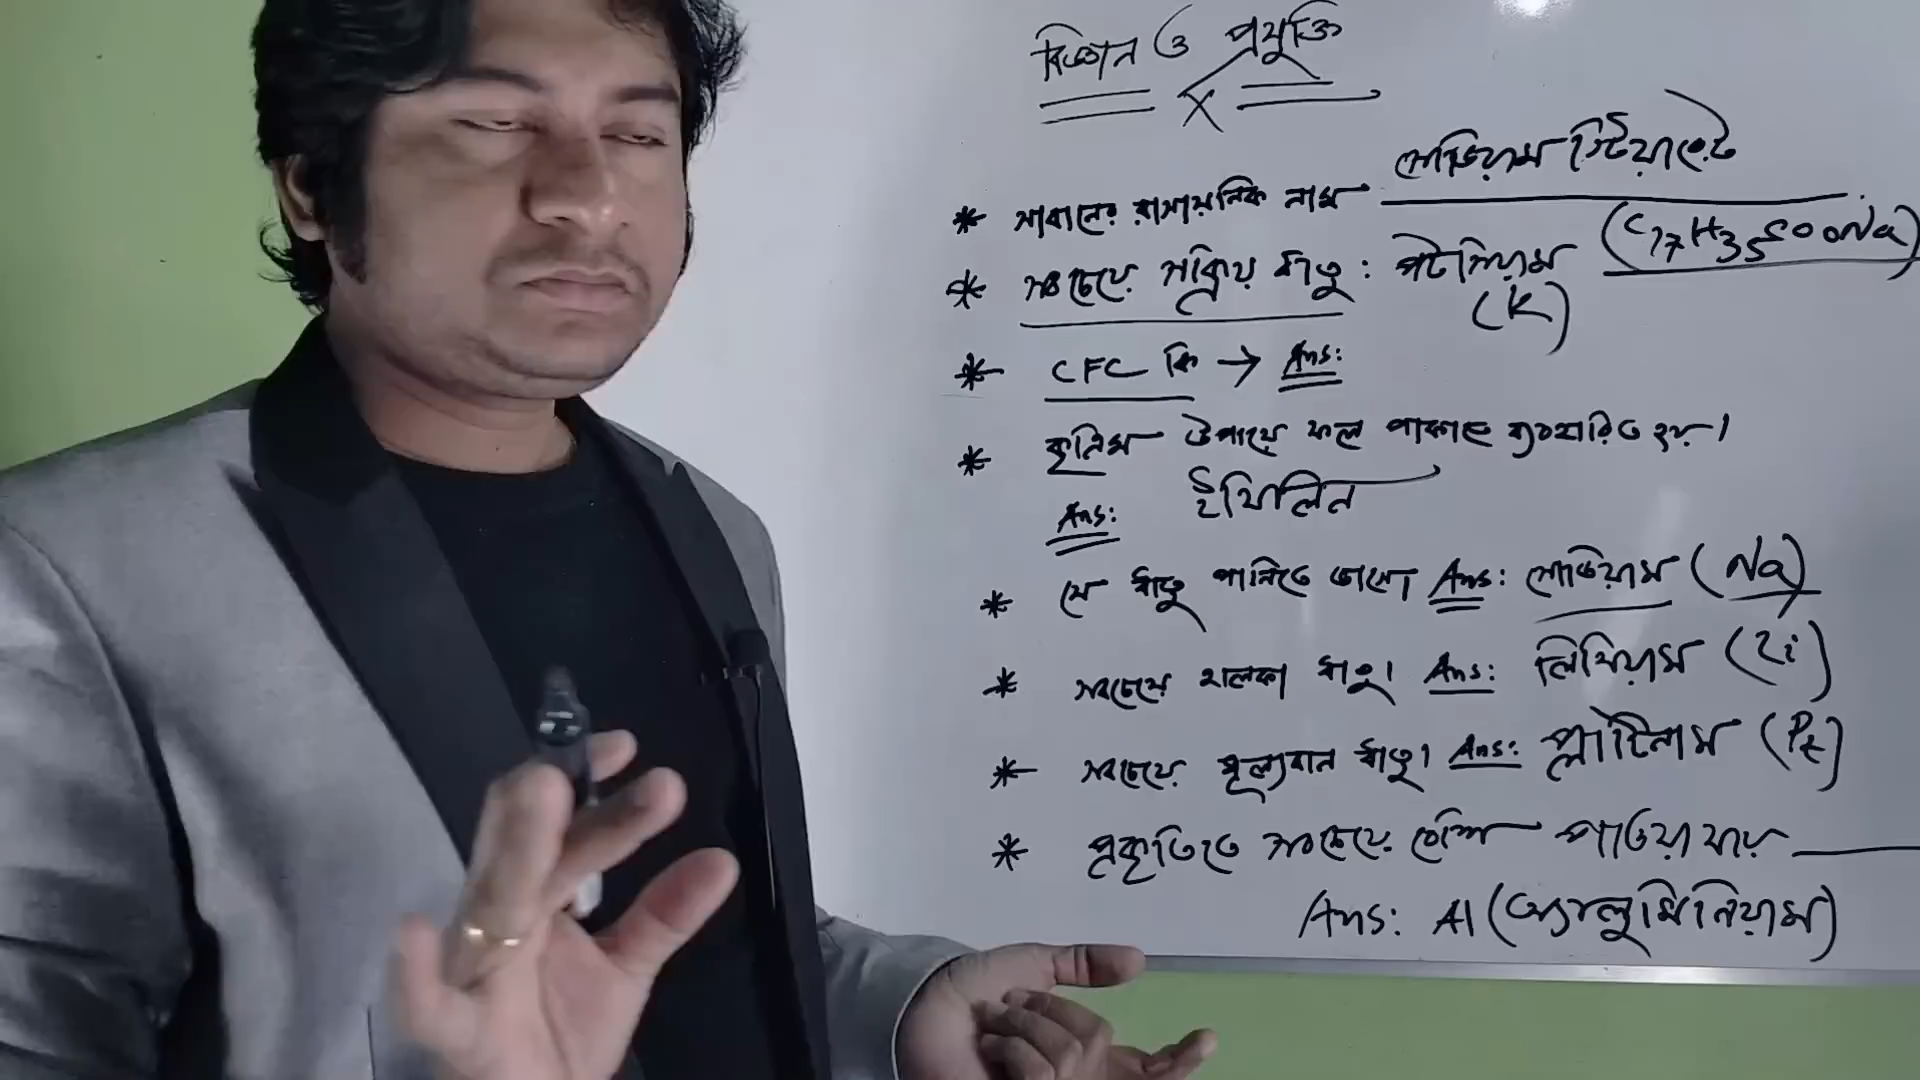 বিজ্ঞান ও প্রযুক্তি
X
* সাবানের রাসায়নিক নাম সোডিয়াম স্টিয়ারেট
(C17H35COONa)
* সবচেয়ে সক্রিয় ধাতু : পটাসিয়াম
(K)
* CFC কি → Ans:
* কৃত্রিম উপায়ে ফল পাকাতে ব্যবহারিত হয়।
Ans: ইথিলিন
* যে ধাতু পানিতে ভাসে। Ans: সোডিয়াম (Na)
* সবচেয়ে হালকা ধাতু। Ans: লিথিয়াম (Li)
* সবচেয়ে মূল্যবান ধাতু। Ans: প্লাটিনাম (Pt)
* প্রকৃতিতে সবচেয়ে বেশি পাওয়া যায়
Ans: Al (অ্যালুমিনিয়াম)